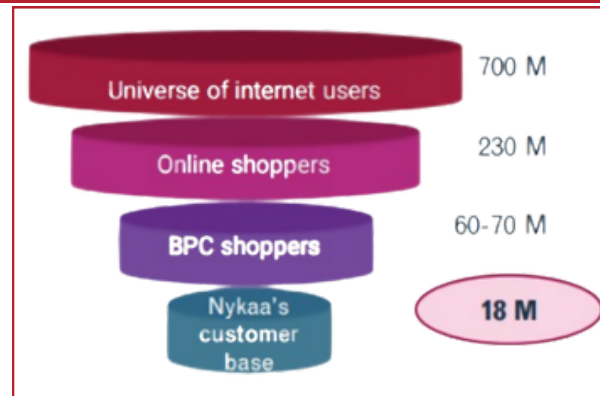 Universe of internet users
700 M
Online shoppers
230 M
BPC shoppers
60-70 M
Nykaa's
customer
base
18 M